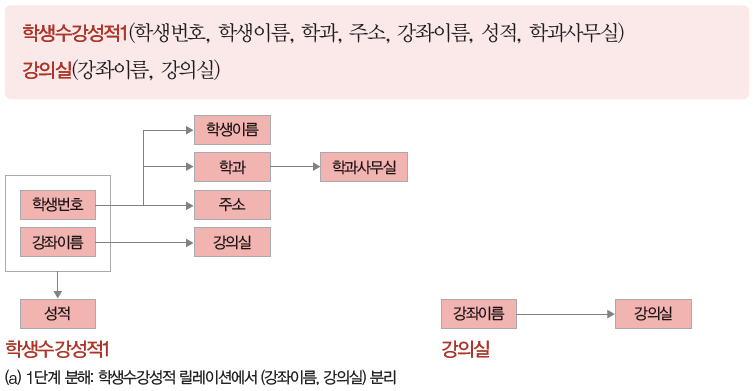 학생수강성적1(학생번호, 학생이름, 학과, 주소, 강좌이름, 성적, 학과사무실)
강의실(강좌이름, 강의실)
학생이름
학과
학과사무실
학생번호
주소
강좌이름
강의실
성적
강좌이름
강의실
학생수강성적1
강의실
(a) 1단계 분해: 학생수강성적 릴레이션에서 (강좌이름, 강의실) 분리